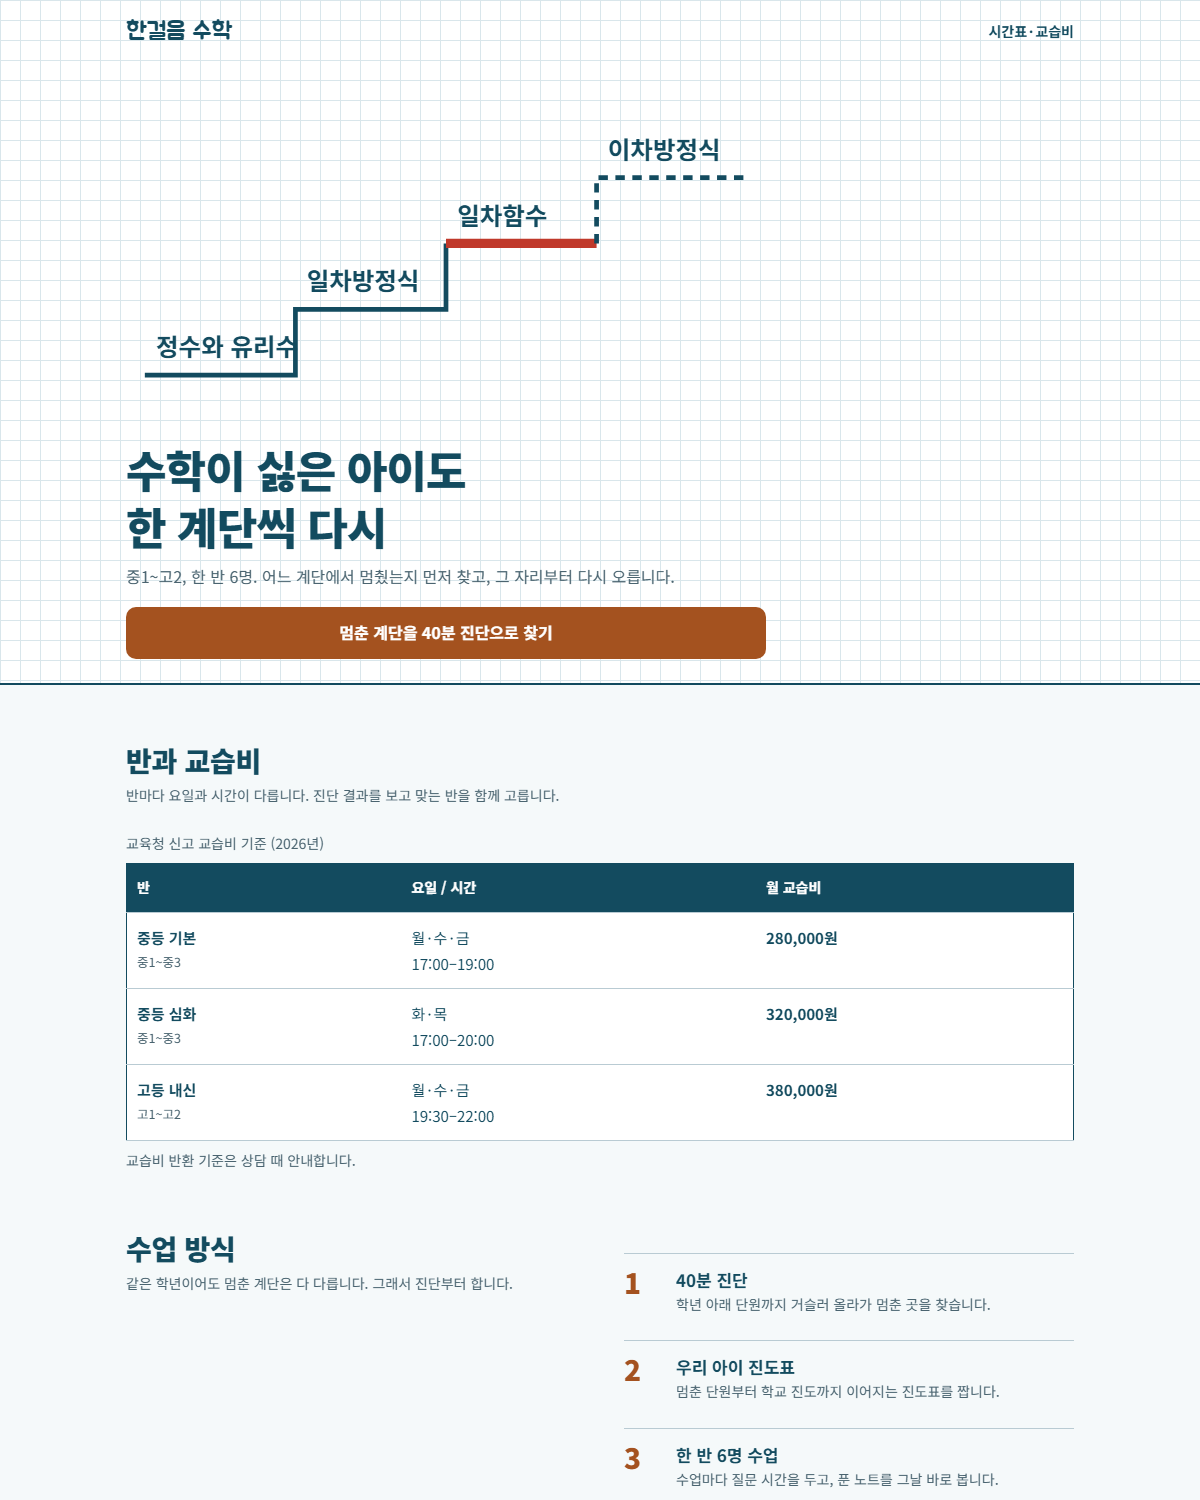 한걸음 수학
시간표·교습비
이차방정식
일차함수
일차방정식
정수와 유리수
수학이 싫은 아이도
한 계단씩 다시
중1~고2, 한 반 6명. 어느 계단에서 멈췄는지 먼저 찾고, 그 자리부터 다시 오릅니다.
멈춘 계단을 40분 진단으로 찾기
반과 교습비
반마다 요일과 시간이 다릅니다. 진단 결과를 보고 맞는 반을 함께 고릅니다.
교육청 신고 교습비 기준 (2026년)
반 요일 / 시간 월 교습비
중등 기본 월·수·금 280,000원
중1~중3 17:00–19:00
중등 심화 화·목 320,000원
중1~중3 17:00–20:00
고등 내신 월·수·금 380,000원
고1~고2 19:30–22:00
교습비 반환 기준은 상담 때 안내합니다.
수업 방식
같은 학년이어도 멈춘 계단은 다 다릅니다. 그래서 진단부터 합니다.
1 40분 진단
학년 아래 단원까지 거슬러 올라가 멈춘 곳을 찾습니다.
2 우리 아이 진도표
멈춘 단원부터 학교 진도까지 이어지는 진도표를 짭니다.
3 한 반 6명 수업
수업마다 질문 시간을 두고, 푼 노트를 그날 바로 봅니다.